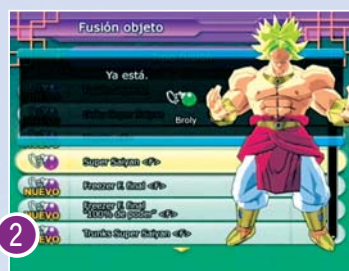 Fusión objeto
Ya está.
Broly
Super Saiyan <F>
NUEVO
Freezer F. final <F>
NUEVO
Freezer F. final
"100% de poder" <F>
NUEVO
Trunks Super Saiyan <F>
2